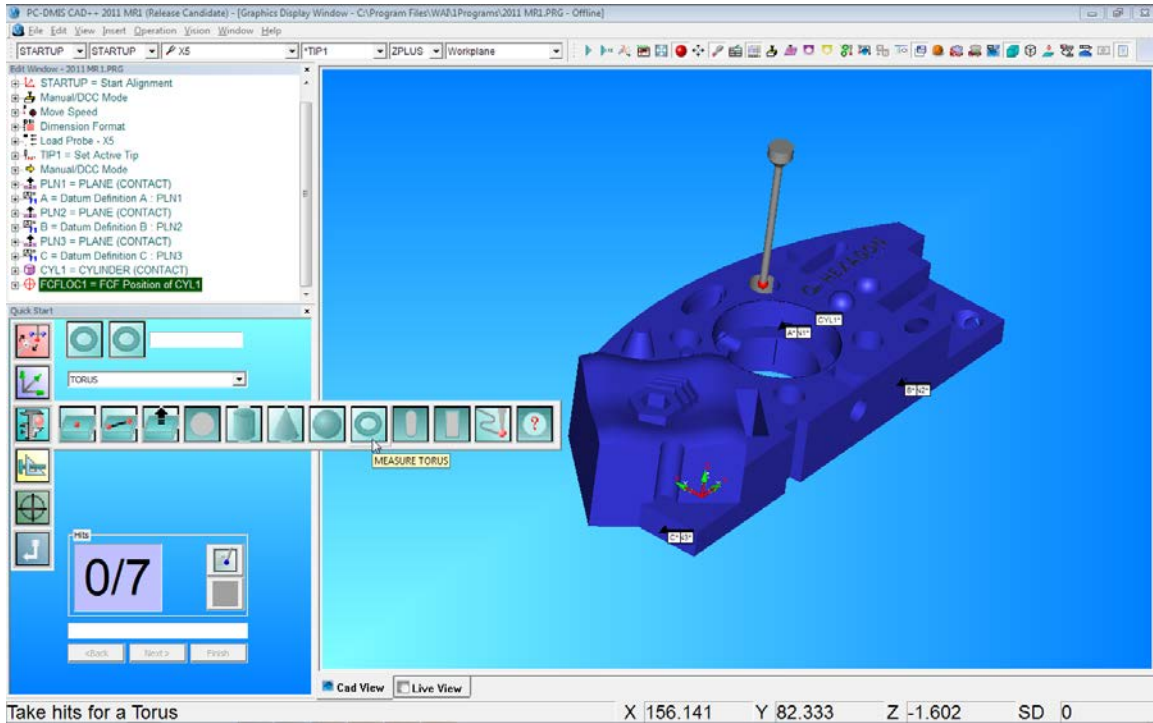 PC-DMIS CAD++ 2011 MR1 (Release Candidate) - [Graphics Display Window - C:\Program Files\WAI\1Programs\2011 MR1.PRG - Offline]
File Edit View Insert Operation Vision Window Help
STARTUP STARTUP X5 *TIP1 ZPLUS Workplane
Edit Window - 2011 MR1.PRG
STARTUP = Start Alignment
Manual/DCC Mode
Move Speed
Dimension Format
Load Probe - X5
TIP1 = Set Active Tip
Manual/DCC Mode
PLN1 = PLANE (CONTACT)
A = Datum Definition A : PLN1
PLN2 = PLANE (CONTACT)
B = Datum Definition B : PLN2
PLN3 = PLANE (CONTACT)
C = Datum Definition C : PLN3
CYL1 = CYLINDER (CONTACT)
FCFLOC1 = FCF Position of CYL1
Quick Start
TORUS
MEASURE TORUS
Hits
0/7
<Back Next> Finish
HEXAGON
CYL1*
A* N1*
B* N2*
C* N3*
Cad View Live View
Take hits for a Torus X 156.141 Y 82.333 Z -1.602 SD 0